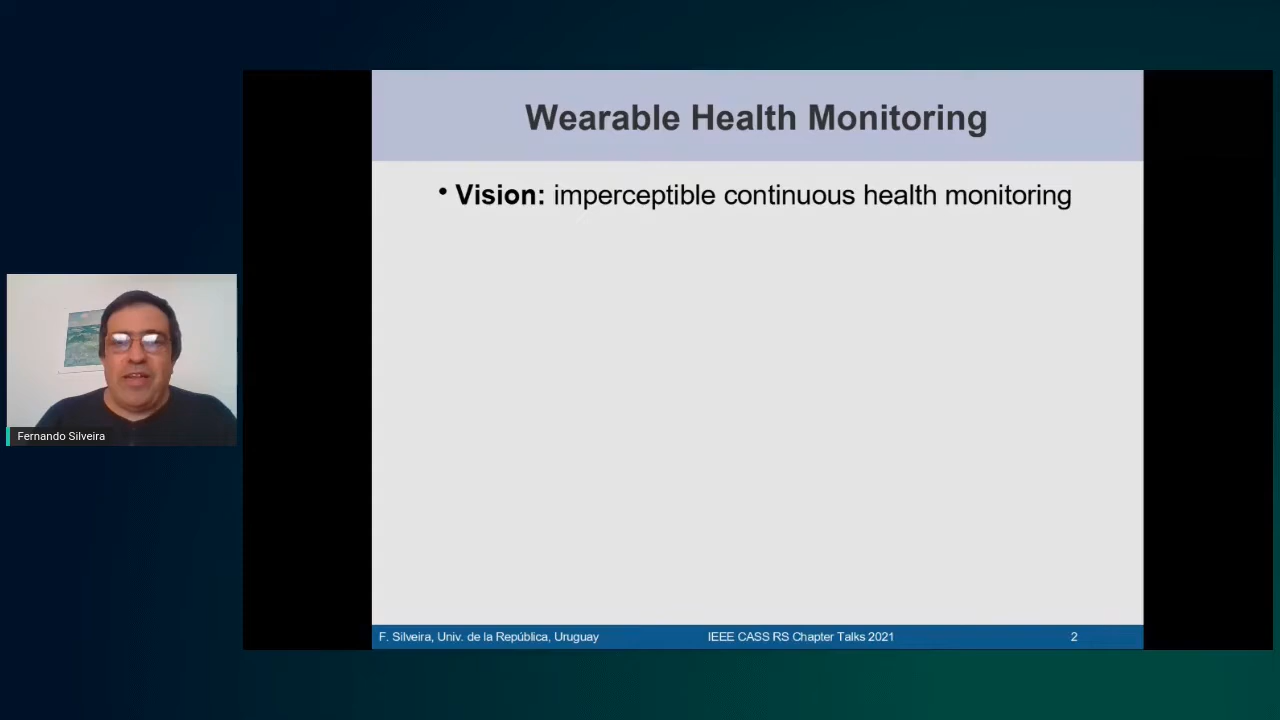 Wearable Health Monitoring
• Vision: imperceptible continuous health monitoring
Fernando Silveira
F. Silveira, Univ. de la República, Uruguay
IEEE CASS RS Chapter Talks 2021
2